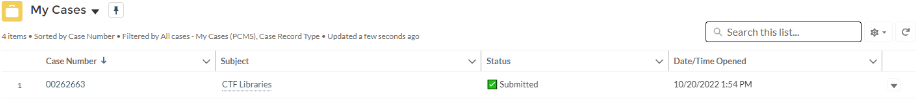 My Cases
4 items • Sorted by Case Number • Filtered by All cases - My Cases (PCMS), Case Record Type • Updated a few seconds ago
Search this list...
Case Number Subject Status Date/Time Opened
1 00262663 CTF Libraries Submitted 10/20/2022 1:54 PM